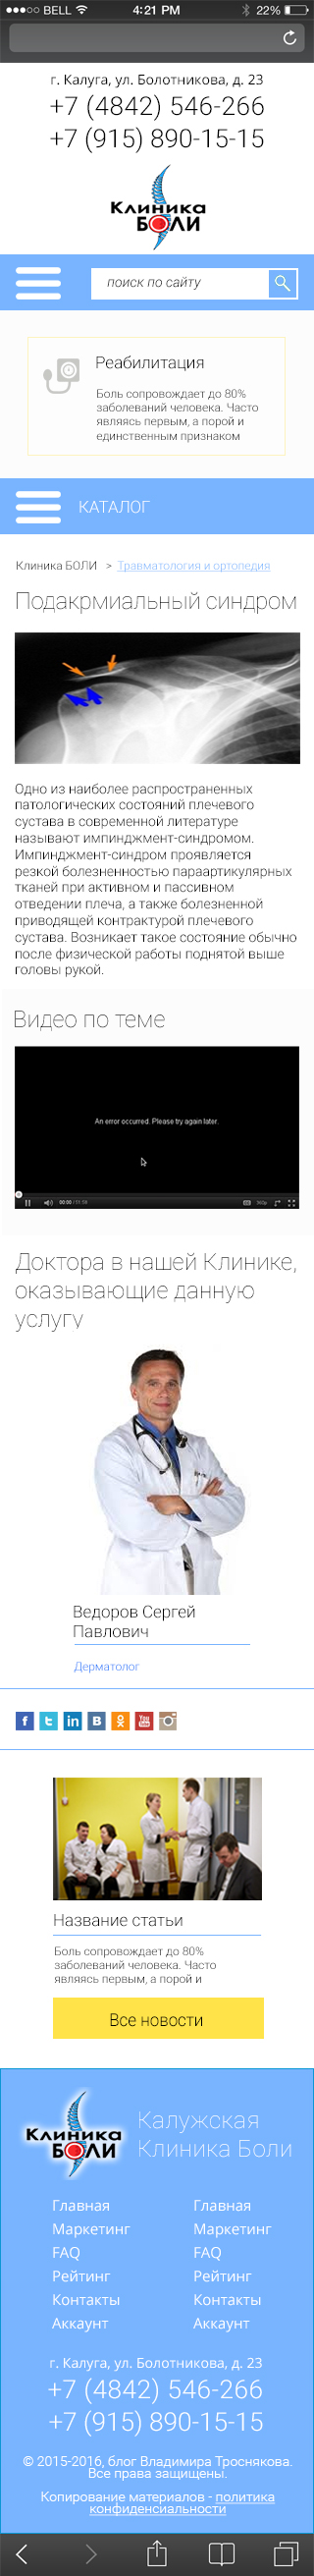 BELL 4:21 PM 22%
г. Калуга, ул. Болотникова, д. 23
+7 (4842) 546-266
+7 (915) 890-15-15
Клиника
БОЛИ
поиск по сайту
Реабилитация
Боль сопровождает до 80%
заболеваний человека. Часто
являясь первым, а порой и
единственным признаком
КАТАЛОГ
Клиника БОЛИ > Травматология и ортопедия
Подакрмиальный синдром
Одно из наиболее распространенных
патологических состояний плечевого
сустава в современной литературе
называют импинджмент-синдромом.
Импинджмент-синдром проявляется
резкой болезненностью параартикулярных
тканей при активном и пассивном
отведении плеча, а также болезненной
приводящей контрактурой плечевого
сустава. Возникает такое состояние обычно
после физической работы поднятой выше
головы рукой.
Видео по теме
An error occurred. Please try again later.
Доктора в нашей Клинике,
оказывающие данную
услугу
Ведоров Сергей
Павлович
Дерматолог
Название статьи
Боль сопровождает до 80%
заболеваний человека. Часто
являясь первым, а порой и
Все новости
Клиника
БОЛИ
Калужская
Клиника Боли
Главная Главная
Маркетинг Маркетинг
FAQ FAQ
Рейтинг Рейтинг
Контакты Контакты
Аккаунт Аккаунт
г. Калуга, ул. Болотникова, д. 23
+7 (4842) 546-266
+7 (915) 890-15-15
© 2015-2016, блог Владимира Троснякова.
Все права защищены.
Копирование материалов - политика
конфиденсиальности